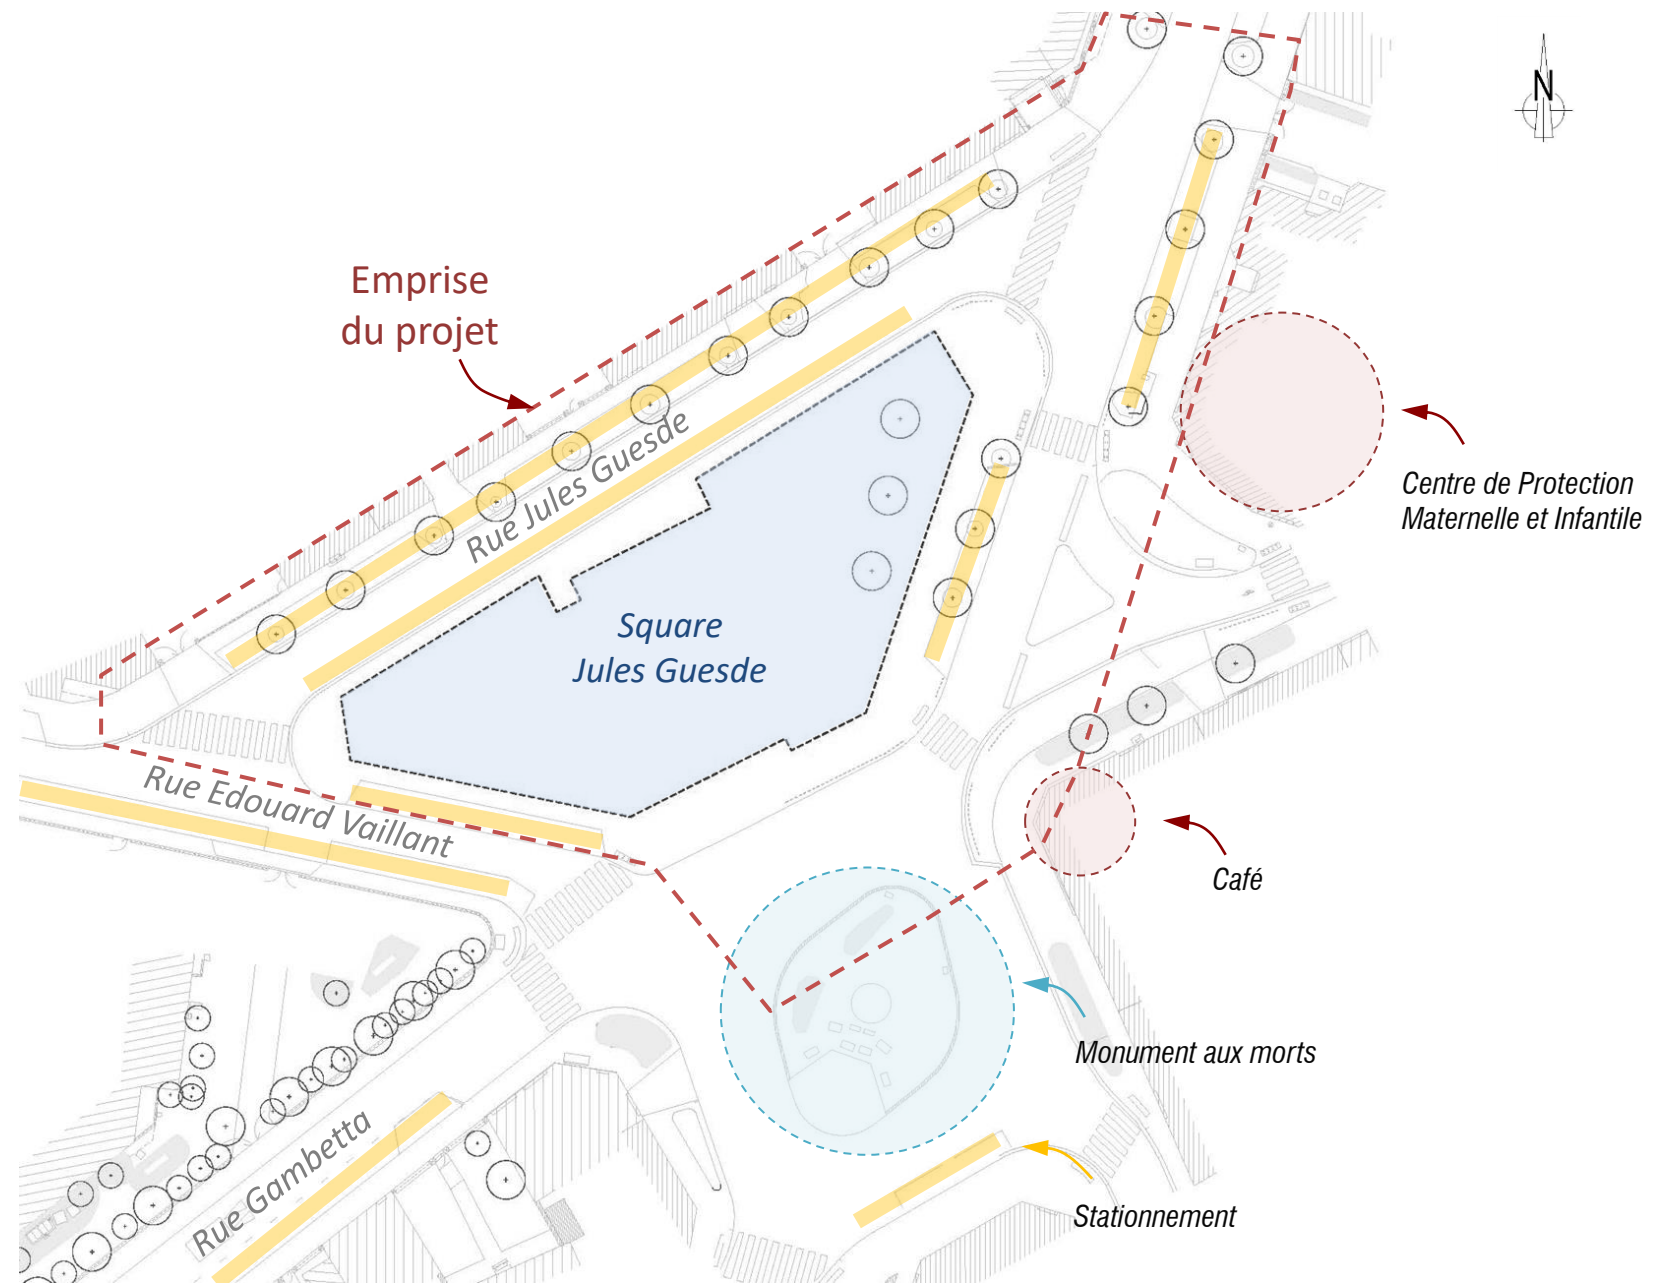 N
Emprise
du projet
Rue Jules Guesde
Centre de Protection
Maternelle et Infantile
Square
Jules Guesde
Rue Edouard Vaillant
Café
Monument aux morts
Rue Gambetta
Stationnement